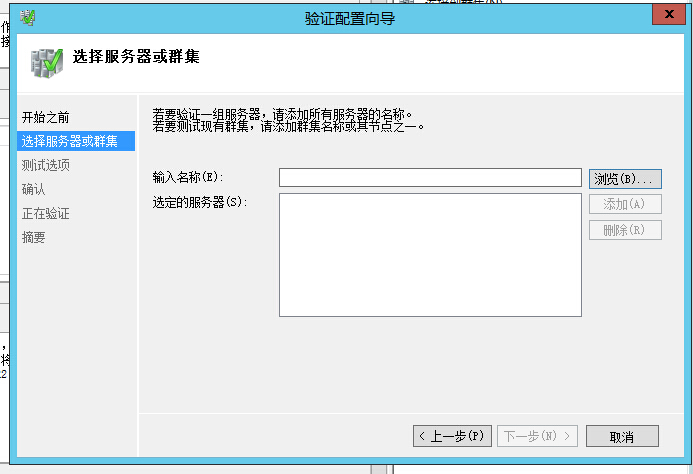 验证配置向导
x
选择服务器或群集
开始之前
选择服务器或群集
测试选项
确认
正在验证
摘要
若要验证一组服务器，请添加所有服务器的名称。
若要测试现有群集，请添加群集名称或其节点之一。
输入名称(E):
浏览(B)...
选定的服务器(S):
添加(A)
删除(R)
< 上一步(P)
下一步(N) >
取消